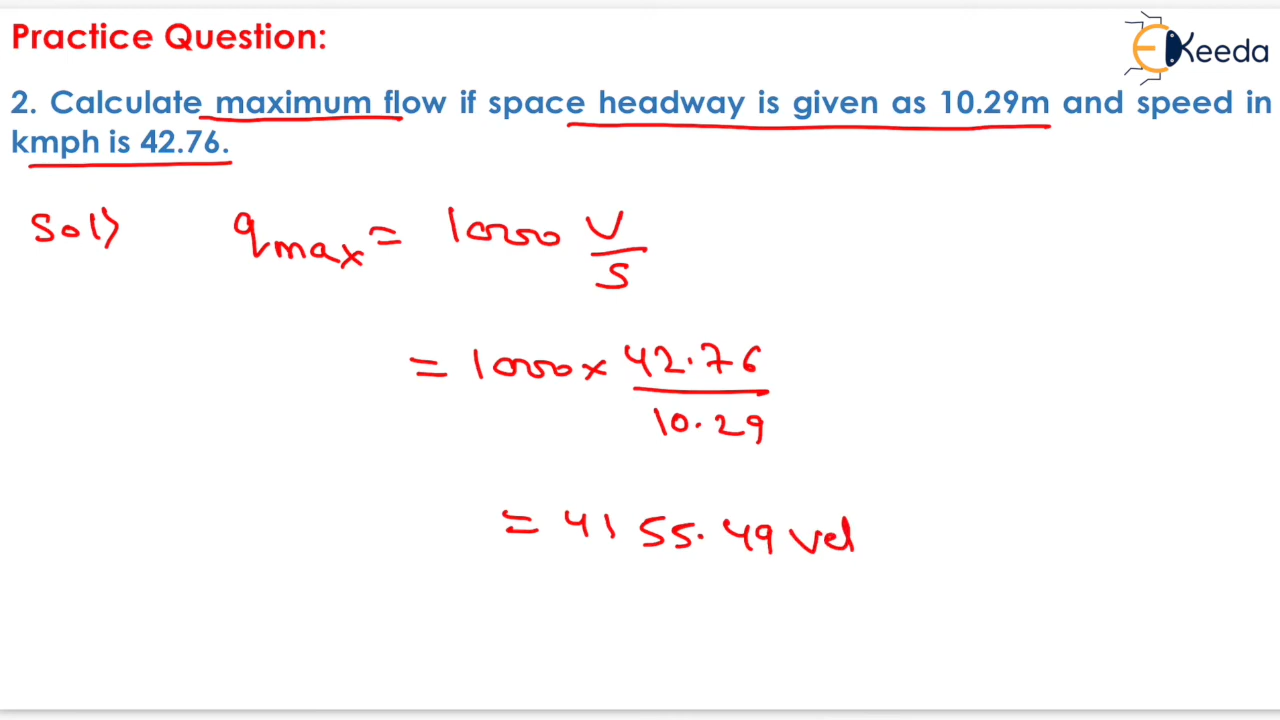 Practice Question:
EKeeda
2. Calculate maximum flow if space headway is given as 10.29m and speed in
kmph is 42.76.
Sol)
qmax = 1000 V/S
= 1000 x 42.76/10.29
= 4155.49 veh